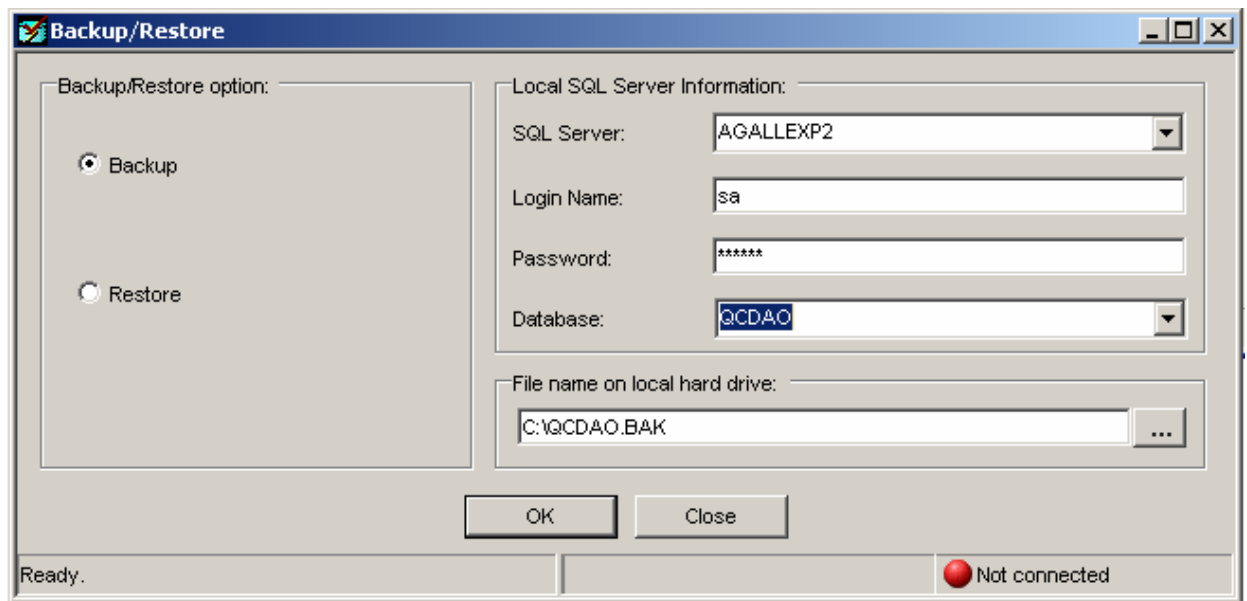 Backup/Restore
Backup/Restore option:
Backup
Restore
Local SQL Server Information:
SQL Server: AGALLEXP2
Login Name: sa
Password: ******
Database: QCDAO
File name on local hard drive:
C:\QCDAO.BAK ...
OK Close
Ready. Not connected